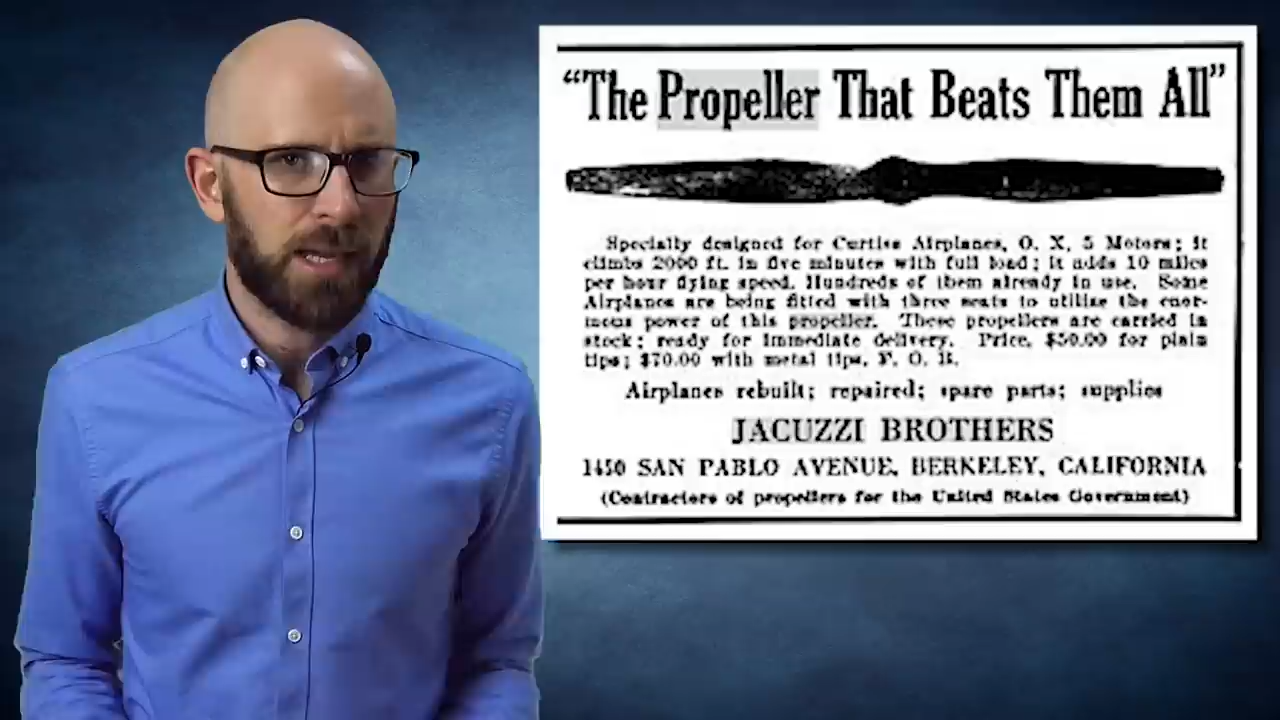 “The Propeller That Beats Them All”
Specially designed for Curtiss Airplanes, O. X. 5 Motors; it
climbs 2000 ft. in five minutes with full load; it adds 10 miles
per hour flying speed. Hundreds of them already in use. Some
Airplanes are being fitted with three seats to utilize the enor-
mous power of this propeller. These propellers are carried in
stock; ready for immediate delivery. Price, $50.00 for plain
tips; $70.00 with metal tips, F. O. B.
Airplanes rebuilt; repaired; spare parts; supplies
JACUZZI BROTHERS
1450 SAN PABLO AVENUE, BERKELEY, CALIFORNIA
(Contractors of propellers for the United States Government)